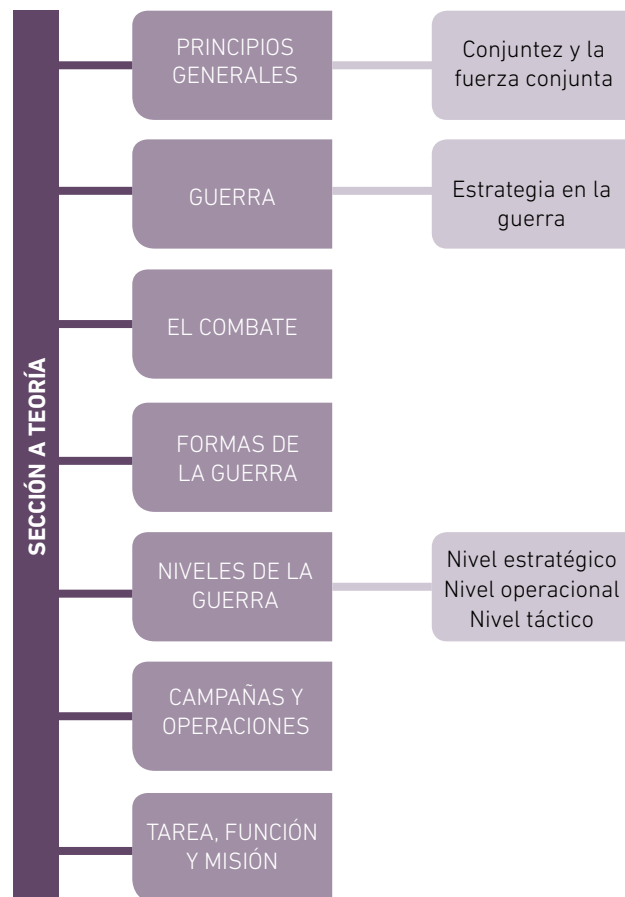 SECCIÓN A TEORÍA
PRINCIPIOS
GENERALES
Conjuntez y la
fuerza conjunta
GUERRA
Estrategia en la
guerra
EL COMBATE
FORMAS DE
LA GUERRA
NIVELES DE LA
GUERRA
Nivel estratégico
Nivel operacional
Nivel táctico
CAMPAÑAS Y
OPERACIONES
TAREA, FUNCIÓN
Y MISIÓN